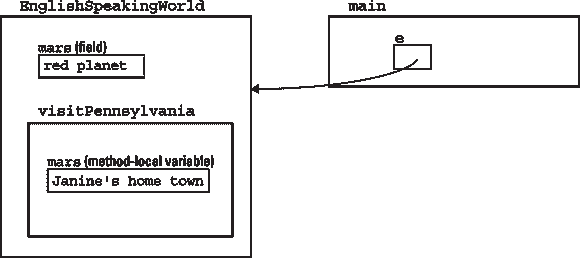 EnglishSpeakingWorld
mars (field)
red planet
visitPennsylvania
mars (method-local variable)
Janine's home town
main
e